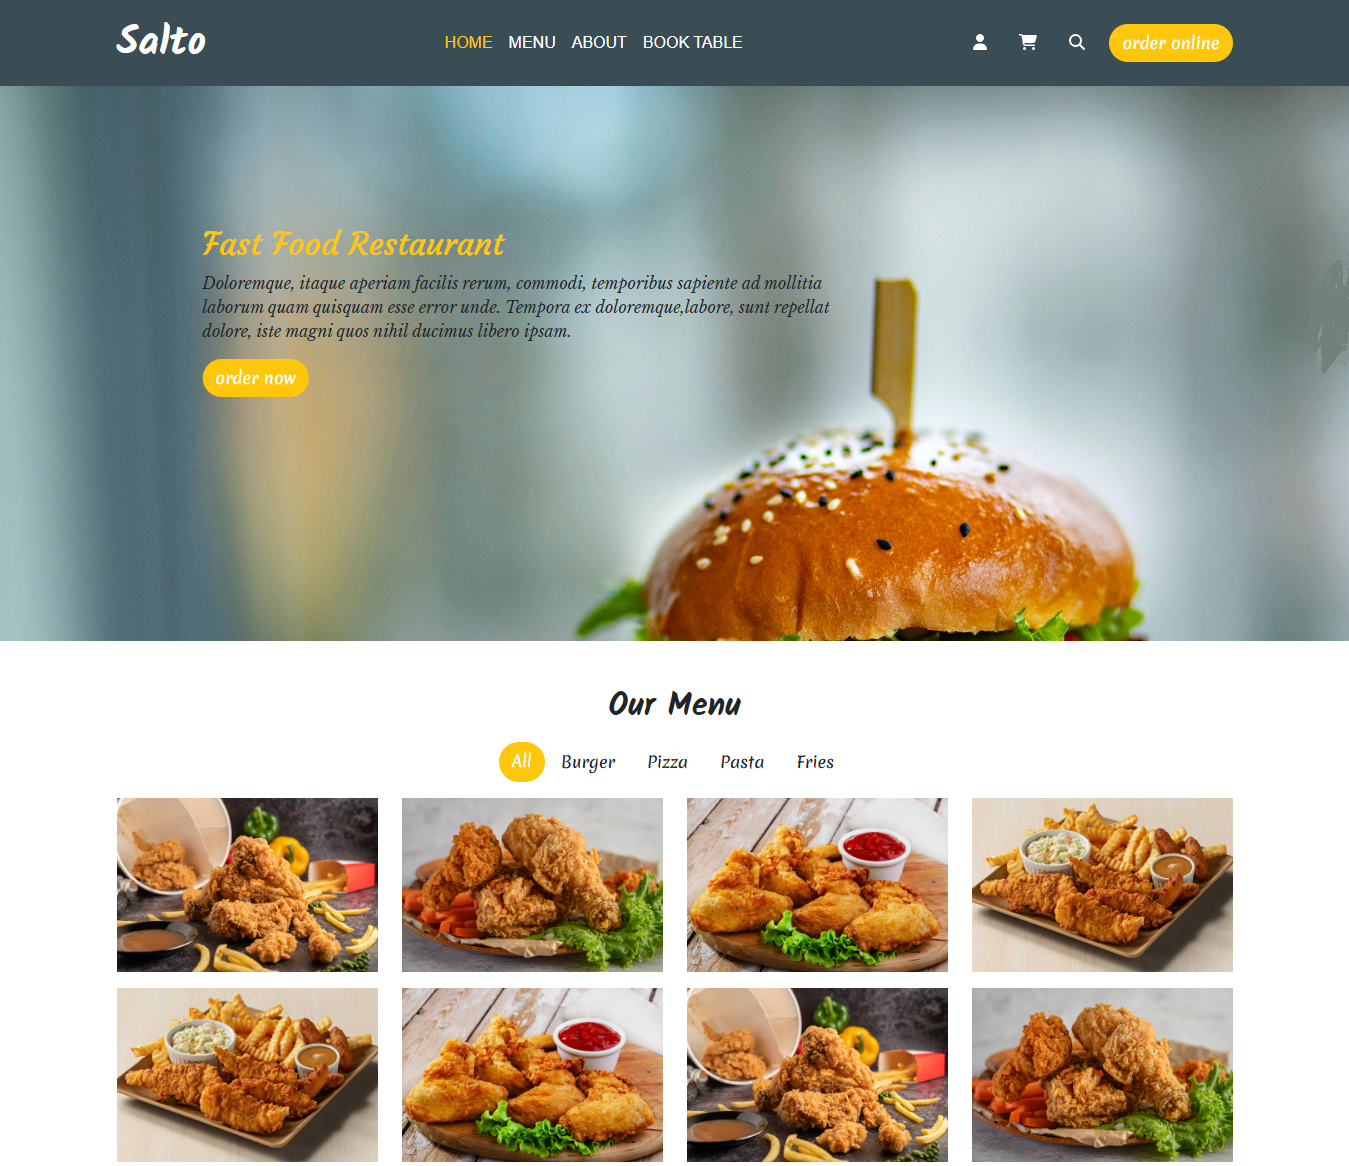 Salto
HOME MENU ABOUT BOOK TABLE
order online
Fast Food Restaurant
Doloremque, itaque aperiam facilis rerum, commodi, temporibus sapiente ad mollitia
laborum quam quisquam esse error unde. Tempora ex doloremque,labore, sunt repellat
dolore, iste magni quos nihil ducimus libero ipsam.
order now
Our Menu
All Burger Pizza Pasta Fries